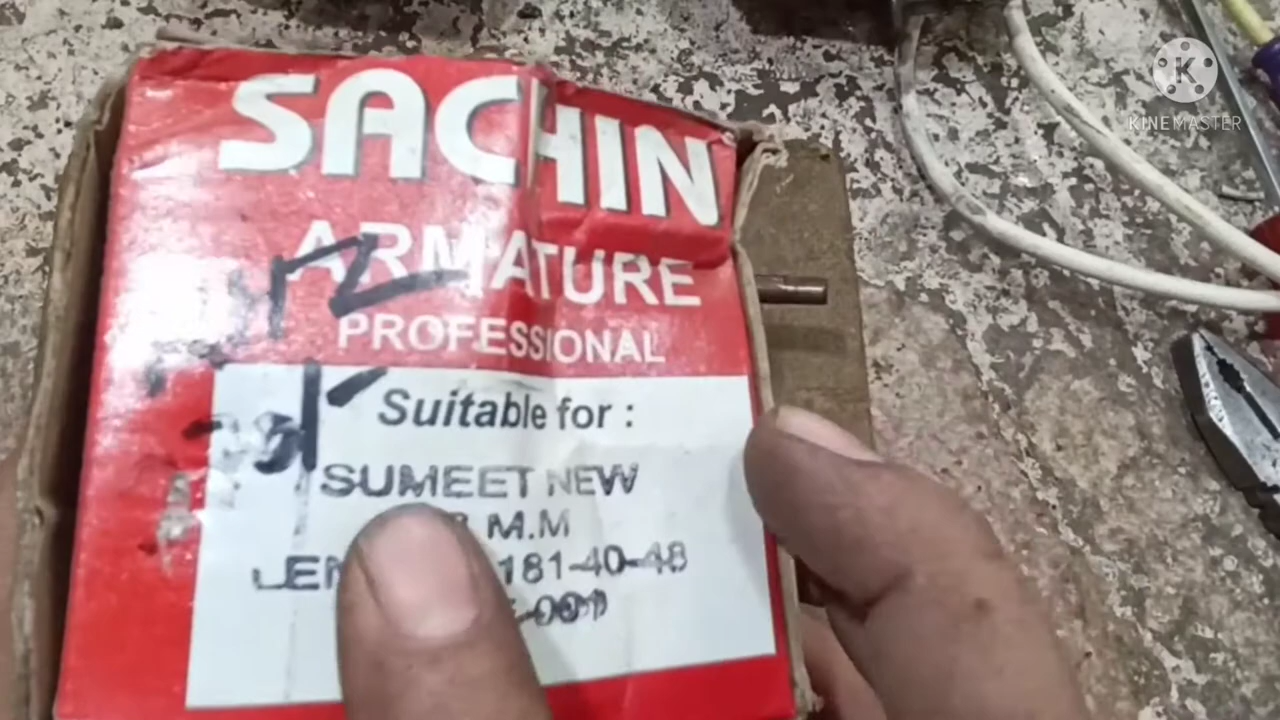 SACHIN
ARMATURE
PROFESSIONAL
Suitable for :
SUMEET NEW
M.M
181-40-48
KINEMASTER